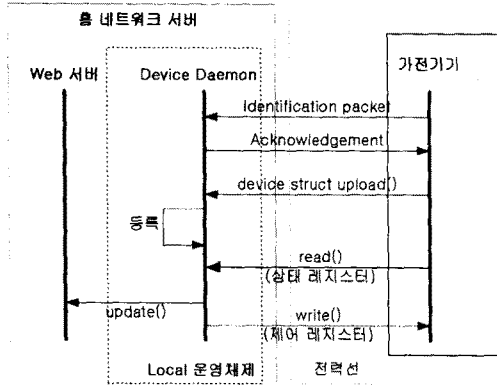 홈 네트워크 서버
Web 서버
Device Daemon
가전기기
Identification packet
Acknowledgement
device struct upload()
등록
read()
(상태 레지스터)
update()
write()
(제어 레지스터)
Local 운영체제
전력선